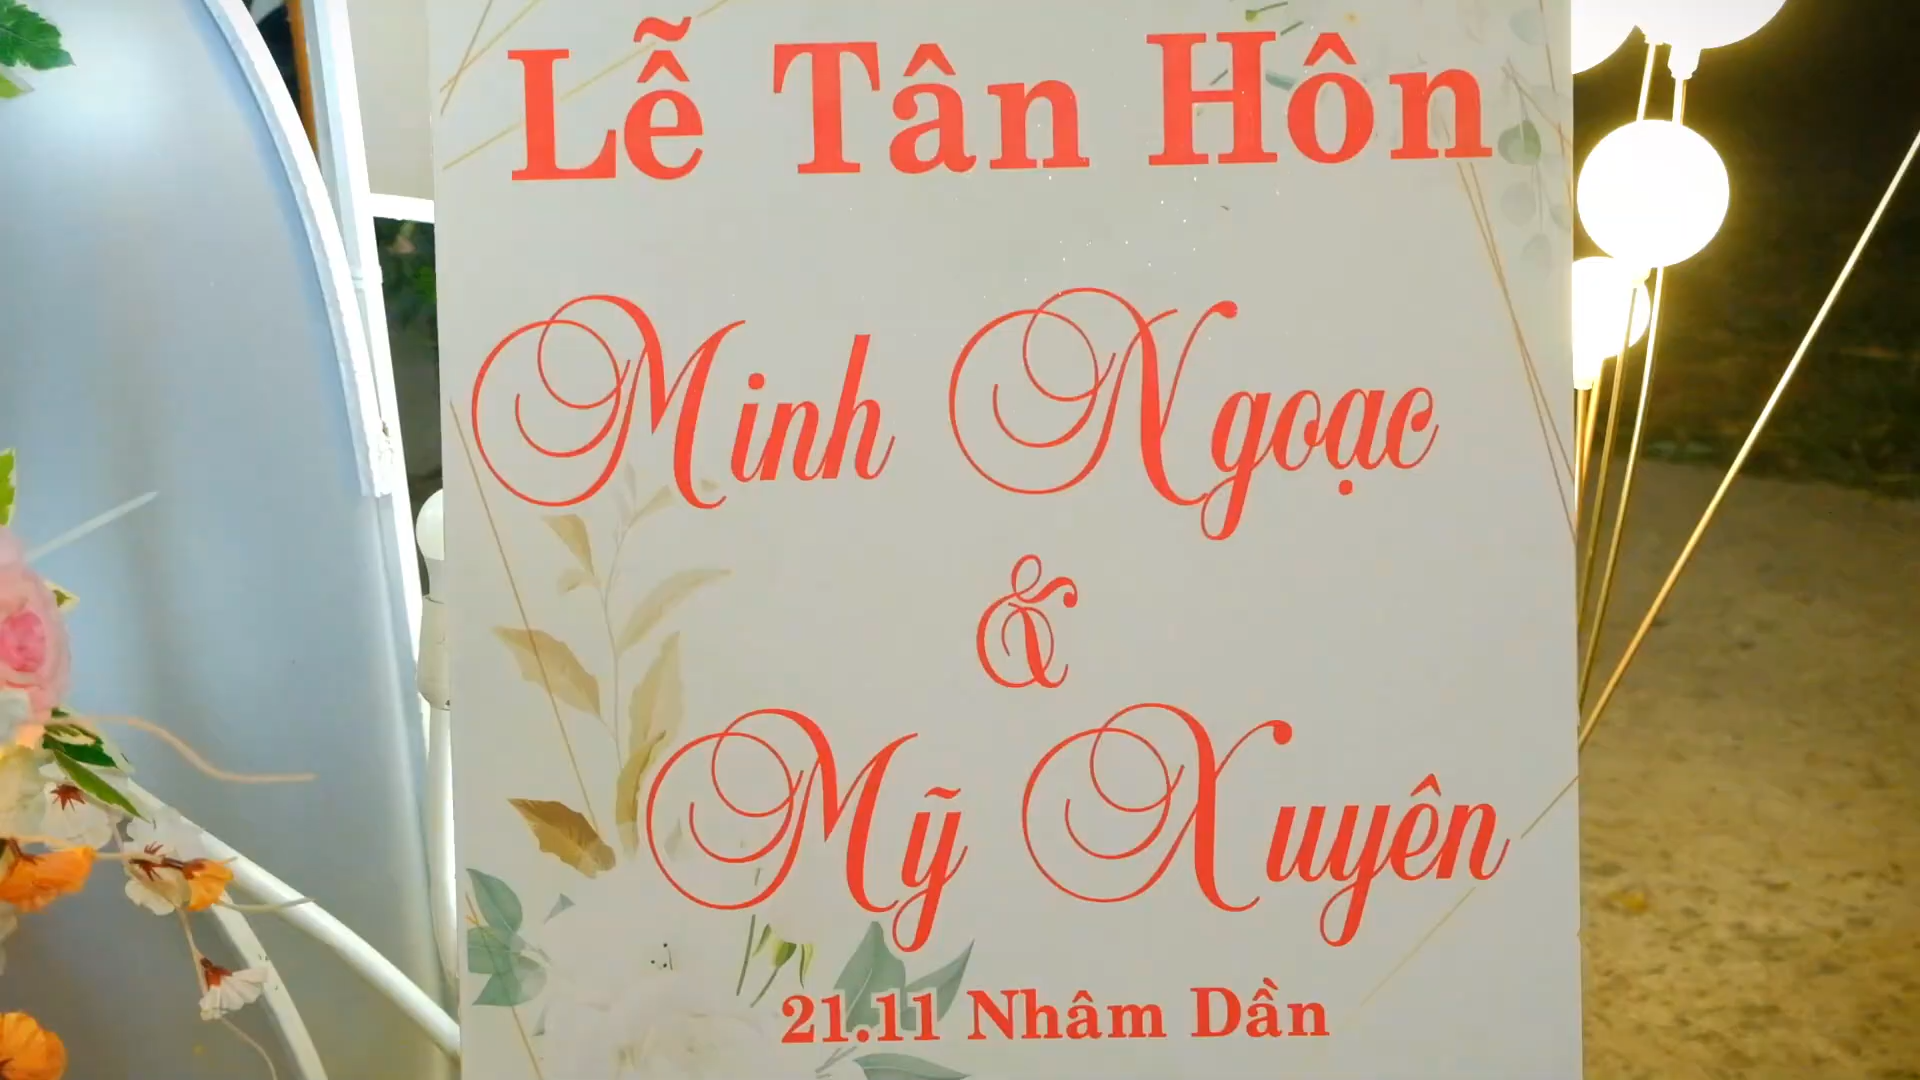 Lễ Tân Hôn
Minh Ngoạc
&
Mỹ Xuyên
21.11 Nhâm Dần